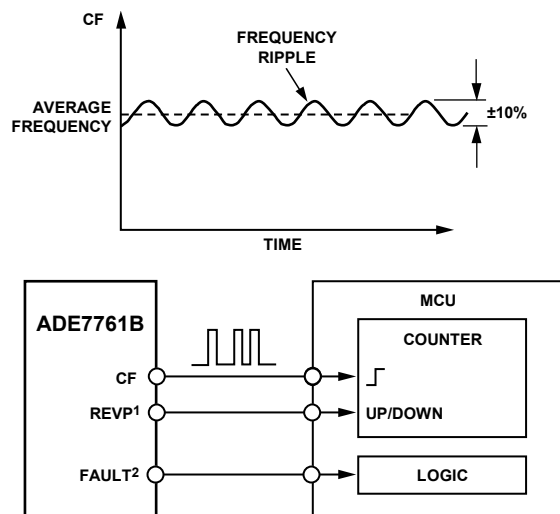 CF
FREQUENCY
RIPPLE
AVERAGE
FREQUENCY
±10%
TIME
ADE7761B
MCU
COUNTER
CF
REVP1
UP/DOWN
FAULT2
LOGIC